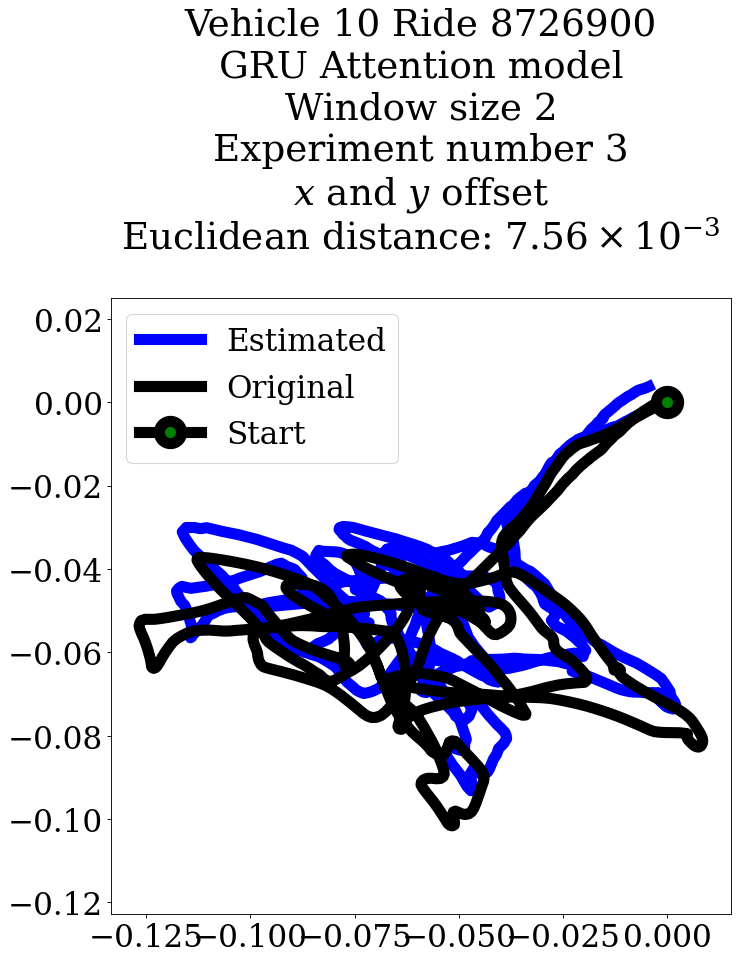 Vehicle 10 Ride 8726900
GRU Attention model
Window size 2
Experiment number 3
x and y offset
Euclidean distance: 7.56 × 10⁻³
Estimated
Original
Start
0.02
0.00
−0.02
−0.04
−0.06
−0.08
−0.10
−0.12
−0.125 −0.100 −0.075 −0.050 −0.025 0.000